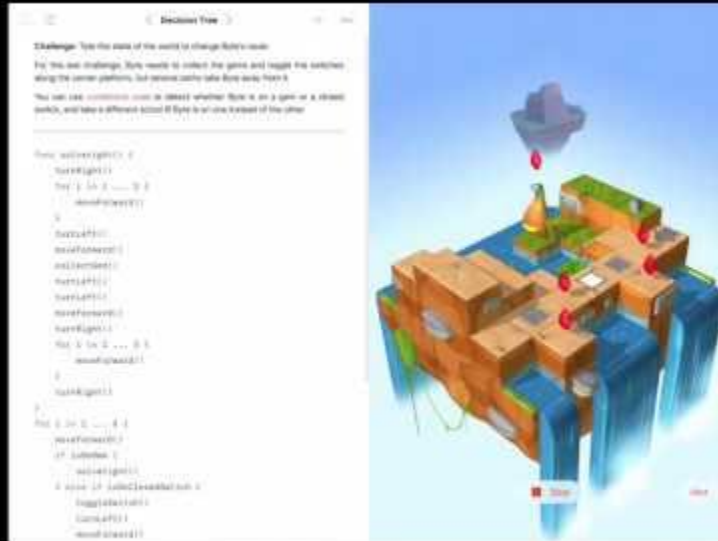 Decision Tree
Challenge: Use the state of the world to change Byte's route.
For this last challenge, Byte needs to collect the gems and toggle the switches
along the center platform, but several paths take Byte away from it.
You can use conditional code to detect whether Byte is on a gem or a closed
switch, and take a different action if Byte is on one instead of the other.
func solveRight() {
turnRight()
for i in 1 ... {
moveForward()
}
turnLeft()
moveForward()
collectGem()
turnLeft()
turnLeft()
moveForward()
turnRight()
for i in 1 ... {
moveForward()
}
turnRight()
}
for i in 1 ... {
moveForward()
if isOnGem {
solveRight()
} else if isOnClosedSwitch {
toggleSwitch()
turnLeft()
moveForward()
Stop